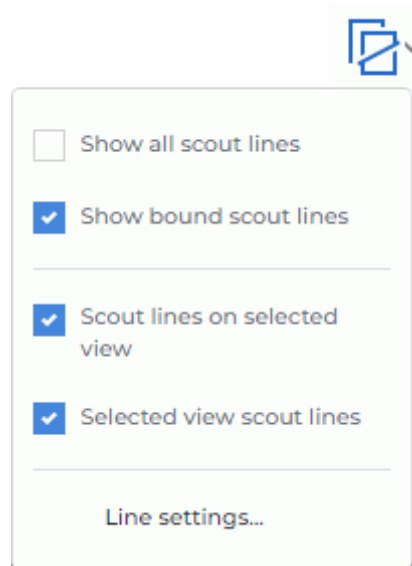 Show all scout lines
Show bound scout lines
Scout lines on selected
view
Selected view scout lines
Line settings...